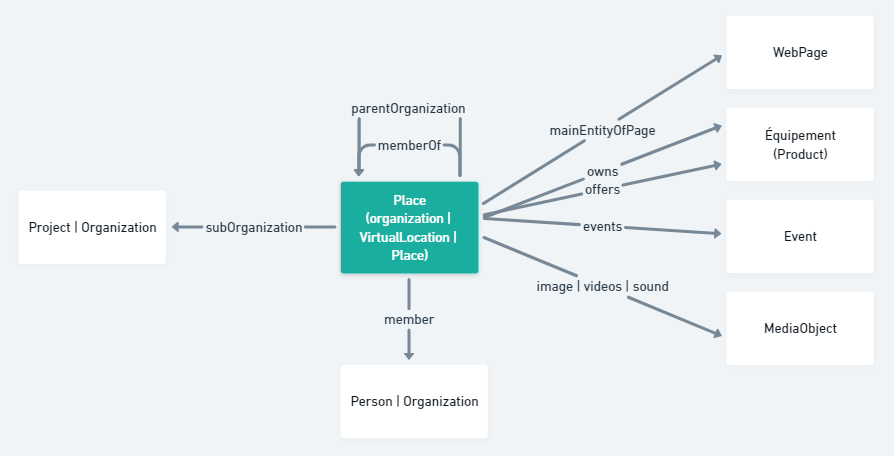 WebPage
parentOrganization
mainEntityOfPage
Équipement
(Product)
memberOf
owns
offers
Place
(organization |
VirtualLocation |
Place)
Project | Organization
subOrganization
events
Event
image | videos | sound
member
MediaObject
Person | Organization